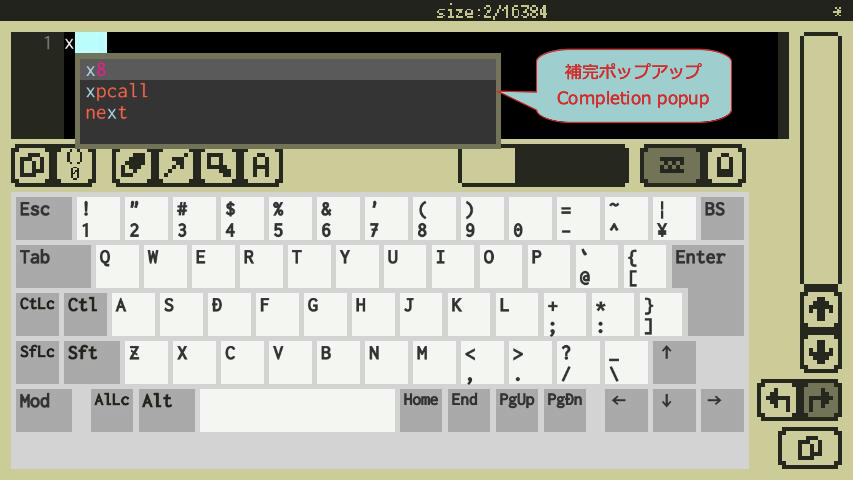 size:2/16384
*
1 x
x8
xpcall
next
補完ポップアップ
Completion popup
() 0
A
Esc ! 1 " 2 # 3 $ 4 % 5 & 6 ' 7 ( 8 ) 9 0 = - ~ ^ | ¥ BS
Tab Q W E R T Y U I O P ` @ { [ Enter
CtLc Ctl A S D F G H J K L + ; * : } ]
SfLc Sft Z X C V B N M < , > . ? / _ \ ↑
Mod AlLc Alt Home End PgUp PgDn ← ↓ →